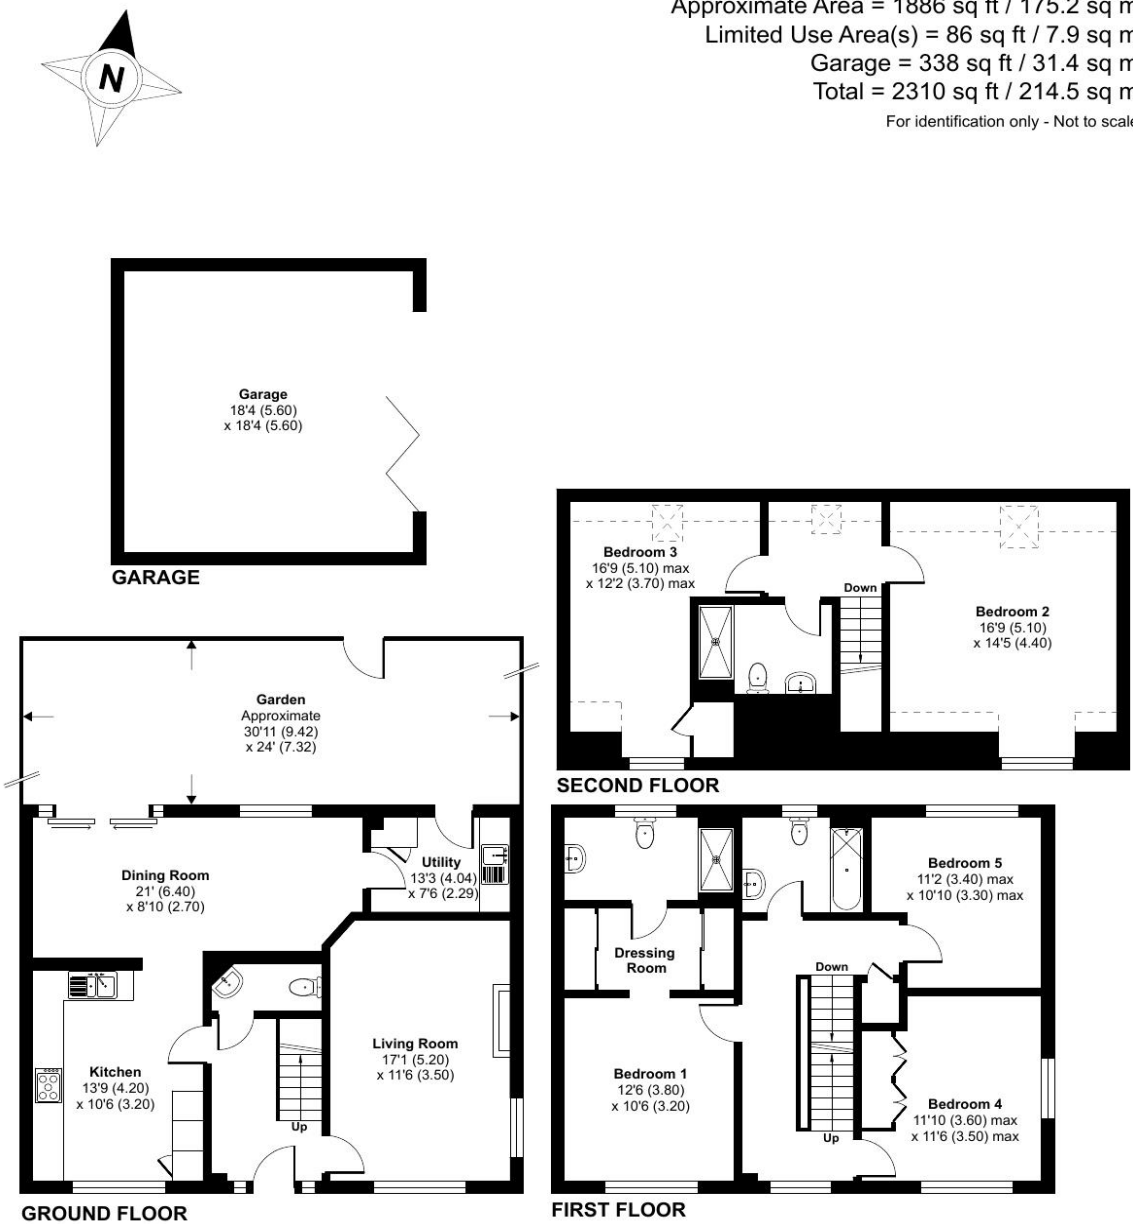 Approximate Area = 1886 sq ft / 175.2 sq m
Limited Use Area(s) = 86 sq ft / 7.9 sq m
Garage = 338 sq ft / 31.4 sq m
Total = 2310 sq ft / 214.5 sq m
For identification only - Not to scale
N
Garage
18'4 (5.60)
x 18'4 (5.60)
GARAGE
Bedroom 3
16'9 (5.10) max
x 12'2 (3.70) max
Down
Bedroom 2
16'9 (5.10)
x 14'5 (4.40)
SECOND FLOOR
Garden
Approximate
30'11 (9.42)
x 24' (7.32)
Dining Room
21' (6.40)
x 8'10 (2.70)
Utility
13'3 (4.04)
x 7'6 (2.29)
Kitchen
13'9 (4.20)
x 10'6 (3.20)
Living Room
17'1 (5.20)
x 11'6 (3.50)
Up
GROUND FLOOR
Bedroom 5
11'2 (3.40) max
x 10'10 (3.30) max
Dressing
Room
Down
Bedroom 1
12'6 (3.80)
x 10'6 (3.20)
Bedroom 4
11'10 (3.60) max
x 11'6 (3.50) max
Up
FIRST FLOOR